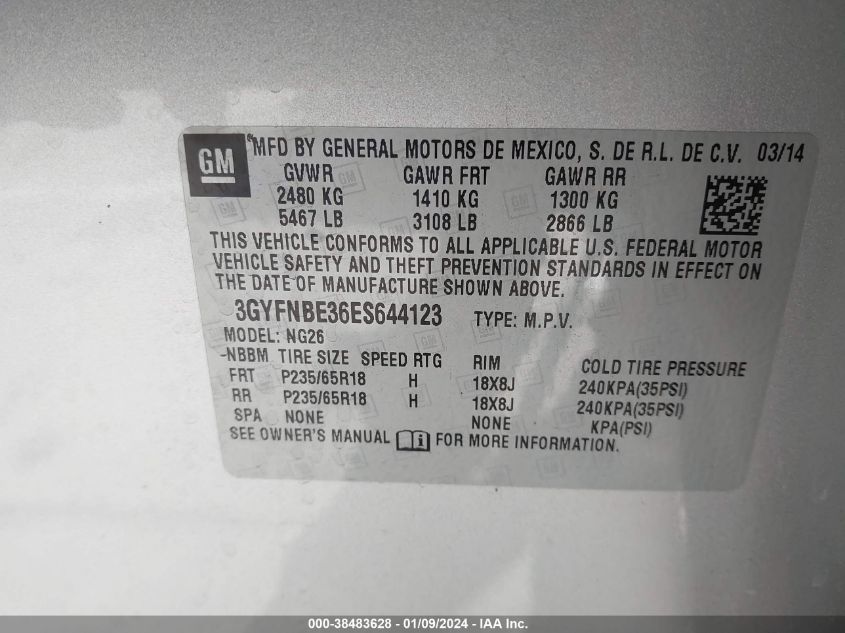 GM
MFD BY GENERAL MOTORS DE MEXICO, S. DE R.L. DE C.V. 03/14
GVWR GAWR FRT GAWR RR
2480 KG 1410 KG 1300 KG
5467 LB 3108 LB 2866 LB
THIS VEHICLE CONFORMS TO ALL APPLICABLE U.S. FEDERAL MOTOR
VEHICLE SAFETY AND THEFT PREVENTION STANDARDS IN EFFECT ON
THE DATE OF MANUFACTURE SHOWN ABOVE.
3GYFNBE36ES644123 TYPE: M.P.V.
MODEL: NG26
-NBBM TIRE SIZE SPEED RTG RIM COLD TIRE PRESSURE
FRT P235/65R18 H 18X8J 240KPA(35PSI)
RR P235/65R18 H 18X8J 240KPA(35PSI)
SPA NONE NONE KPA(PSI)
SEE OWNER'S MANUAL i FOR MORE INFORMATION.
000-38483628 - 01/09/2024 - IAA Inc.